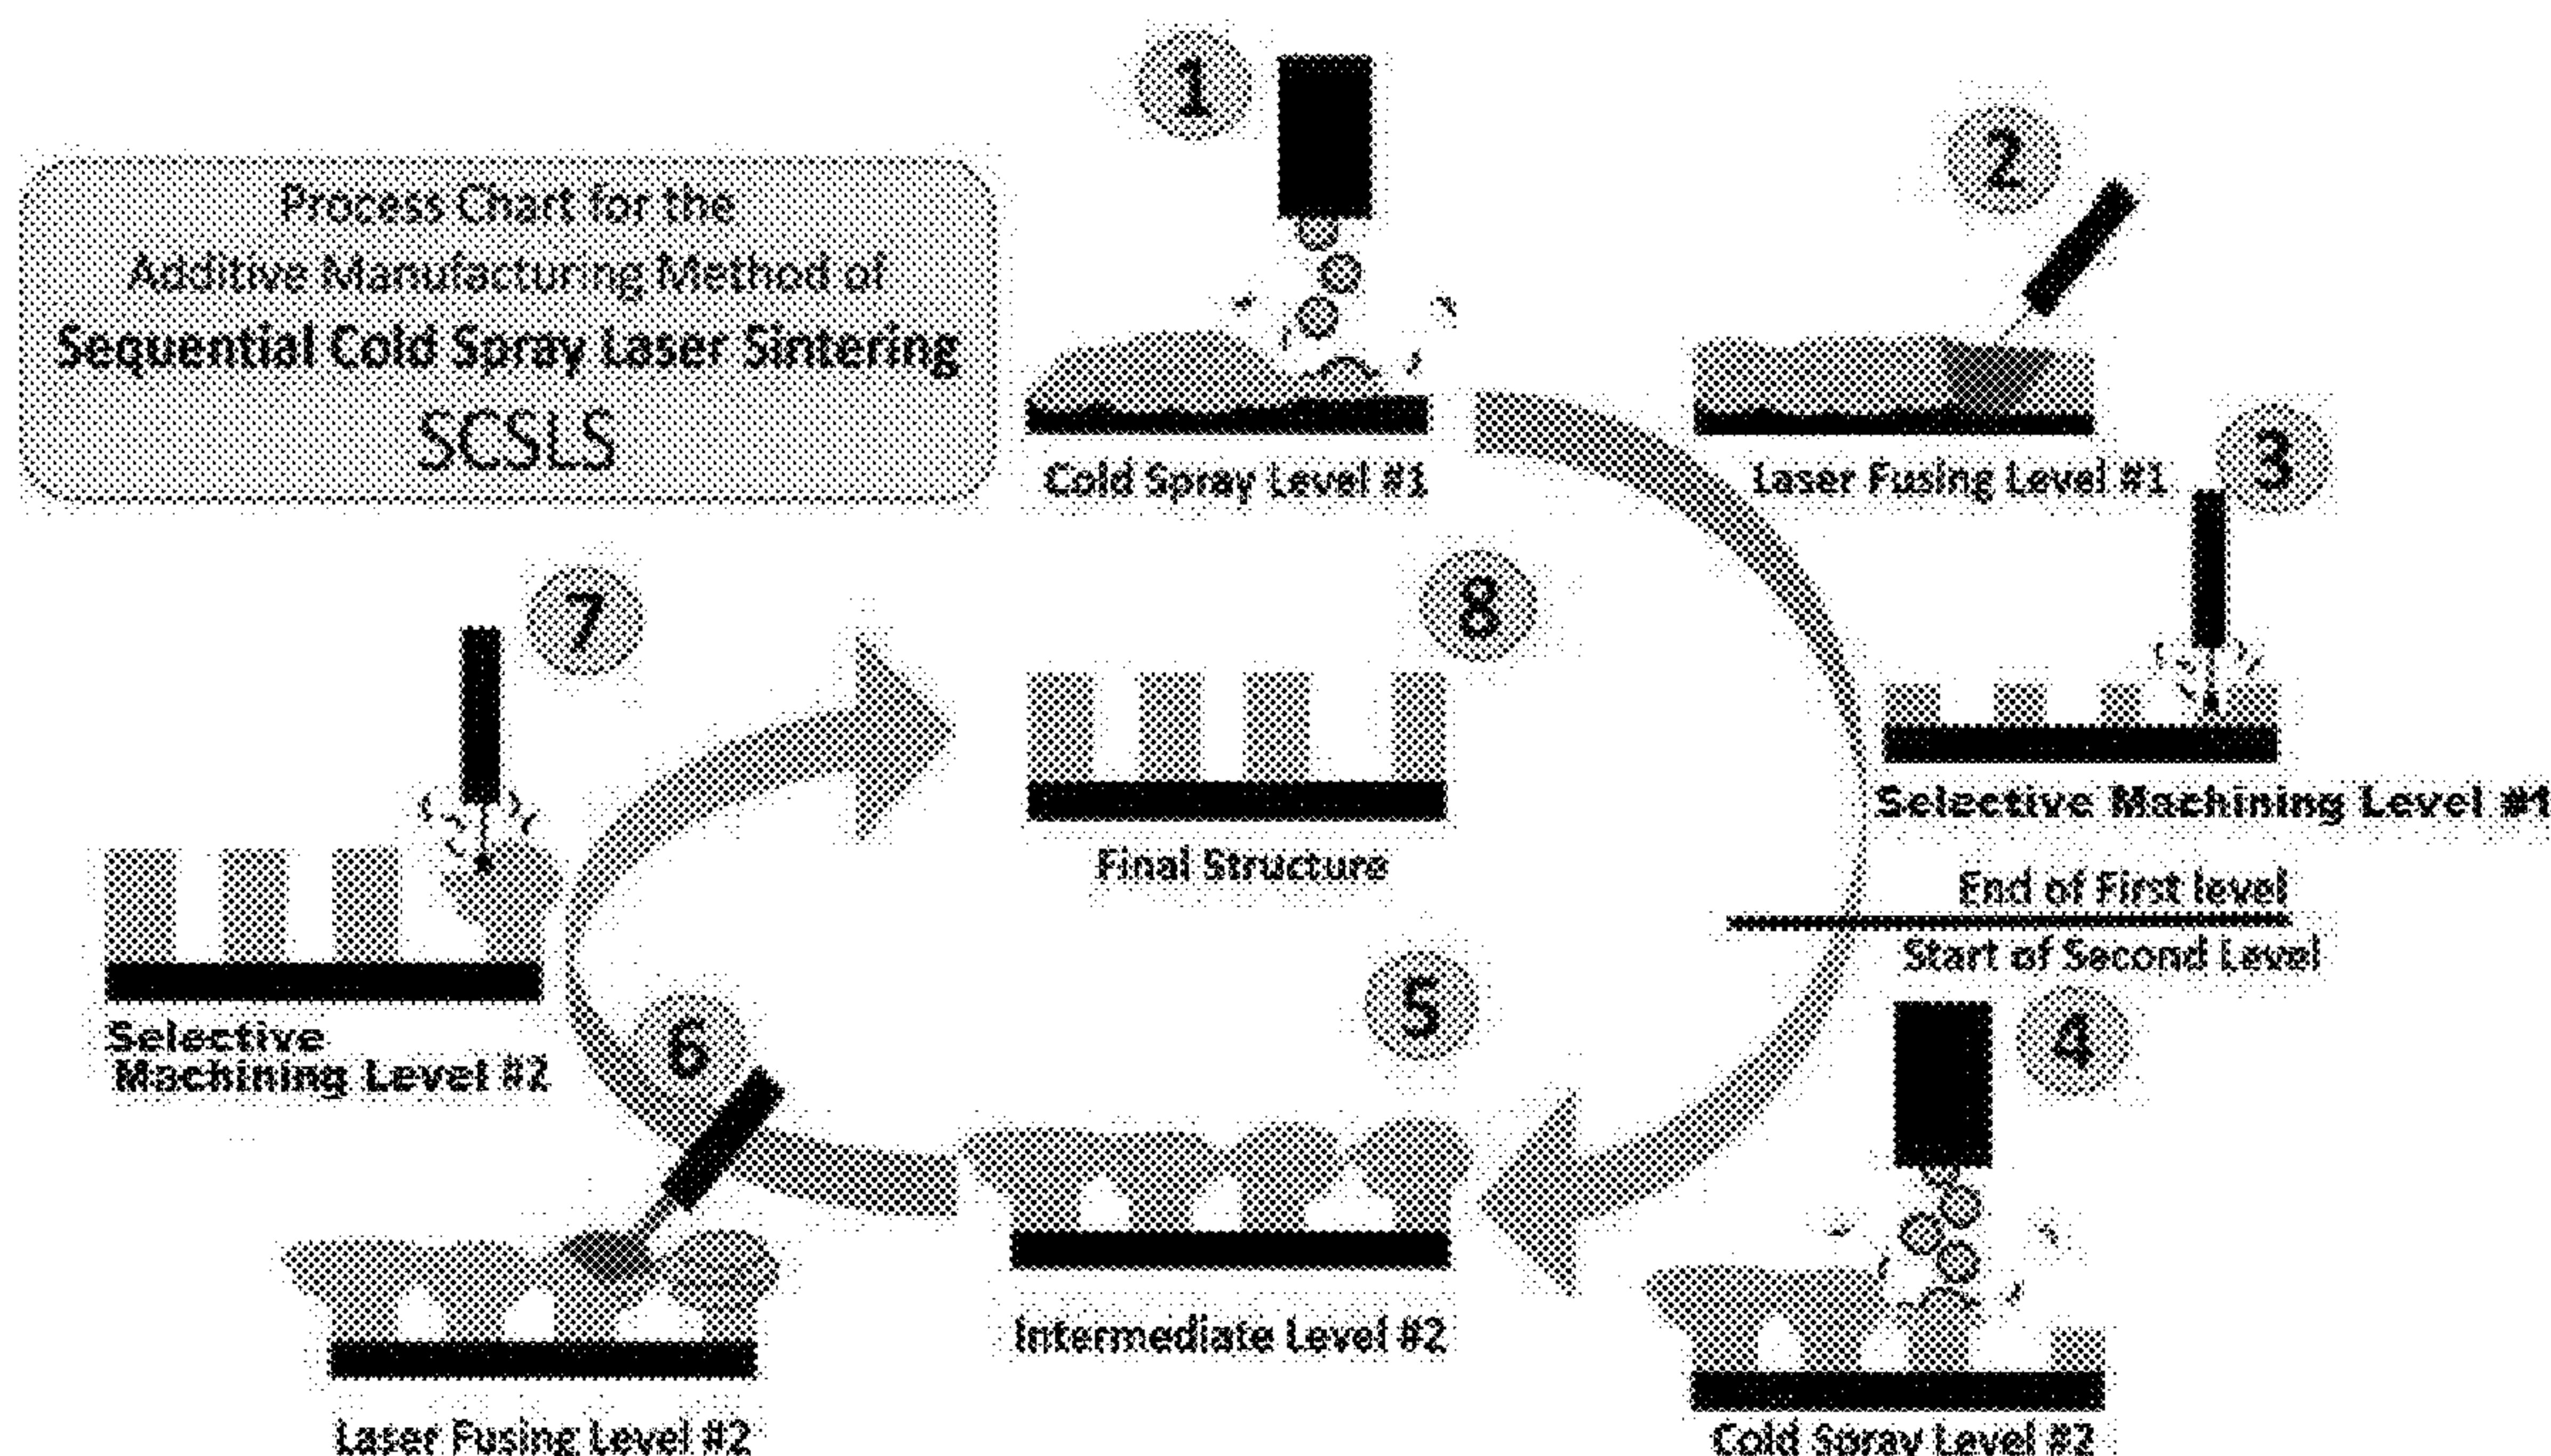 Process Chart for the
Additive Manufacturing Method of
Sequential Cold Spray Laser Sintering
SCSLS
1
Cold Spray Level #1
2
Laser Fusing Level #1
3
Selective Machining Level #1
End of First level
Start of Second Level
4
Cold Spray Level #2
5
Intermediate Level #2
6
Laser Fusing Level #2
7
Selective
Machining Level #2
8
Final Structure